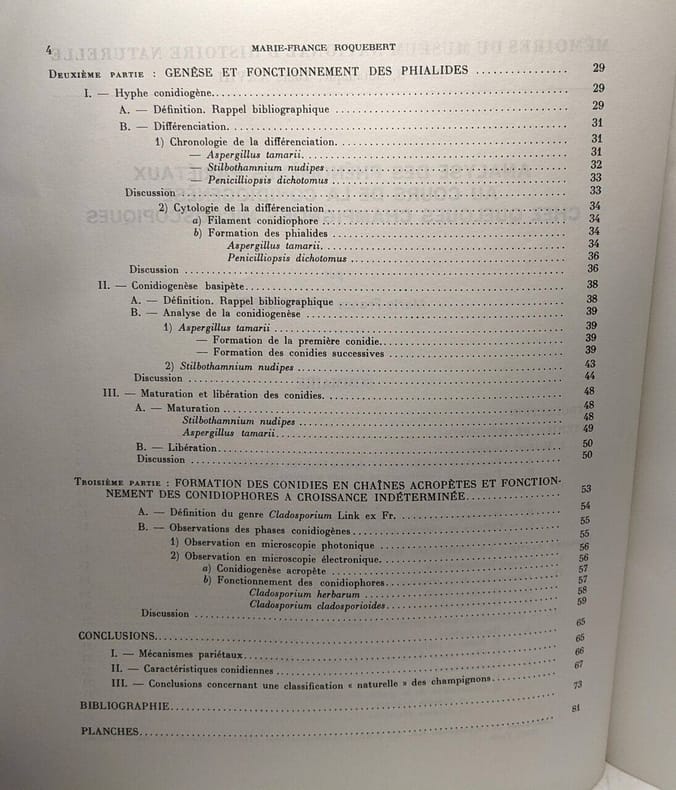 4 MARIE-FRANCE ROQUEBERT
DEUXIÈME PARTIE : GENÈSE ET FONCTIONNEMENT DES PHIALIDES ................ 29
I. — Hyphe conidiogène................ 29
A. — Définition. Rappel bibliographique ................ 29
B. — Différenciation................ 31
1) Chronologie de la différenciation................ 31
— Aspergillus tamarii................ 31
— Stilbothamnium nudipes................ 32
— Penicilliopsis dichotomus ................ 33
Discussion ................ 33
2) Cytologie de la différenciation ................ 34
a) Filament conidiophore ................ 34
b) Formation des phialides ................ 34
Aspergillus tamarii................ 34
Penicilliopsis dichotomus ................ 36
Discussion ................ 36
II. — Conidiogenèse basipète................ 38
A. — Définition. Rappel bibliographique ................ 38
B. — Analyse de la conidiogenèse ................ 39
1) Aspergillus tamarii ................ 39
— Formation de la première conidie................ 39
— Formation des conidies successives ................ 39
2) Stilbothamnium nudipes ................ 43
Discussion ................ 44
III. — Maturation et libération des conidies................ 48
A. — Maturation ................ 48
Stilbothamnium nudipes ................ 48
Aspergillus tamarii................ 49
B. — Libération................ 50
Discussion ................ 50
TROISIÈME PARTIE : FORMATION DES CONIDIES EN CHAÎNES ACROPÈTES ET FONCTION-
NEMENT DES CONIDIOPHORES A CROISSANCE INDÉTERMINÉE................ 53
A. — Définition du genre Cladosporium Link ex Fr. ................ 54
B. — Observations des phases conidiogènes................ 55
1) Observation en microscopie photonique ................ 55
2) Observation en microscopie électronique................ 56
a) Conidiogenèse acropète ................ 56
b) Fonctionnement des conidiophores................ 57
Cladosporium herbarum ................ 57
Cladosporium cladosporioides................ 58
Discussion ................ 59
CONCLUSIONS................ 65
I. — Mécanismes pariétaux................ 65
II. — Caractéristiques conidiennes ................ 66
III. — Conclusions concernant une classification « naturelle » des champignons................ 67
BIBLIOGRAPHIE................ 73
PLANCHES................ 81